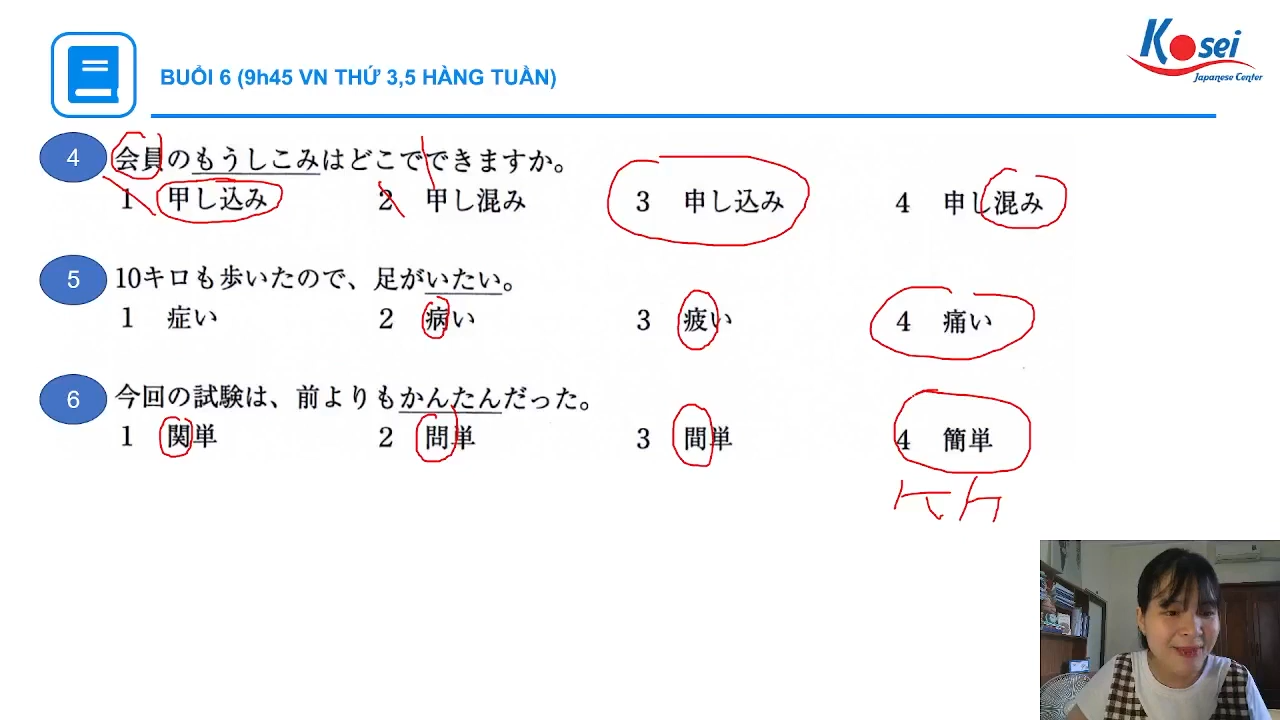 Kosei
Japanese Center
BUỔI 6 (9h45 VN THỨ 3,5 HÀNG TUẦN)
4 会員のもうしこみはどこでできますか。
1 甲し込み 2 甲し混み 3 申し込み 4 申し混み
5 10キロも歩いたので、足がいたい。
1 症い 2 病い 3 疲い 4 痛い
6 今回の試験は、前よりもかんたんだった。
1 関単 2 問単 3 間単 4 簡単